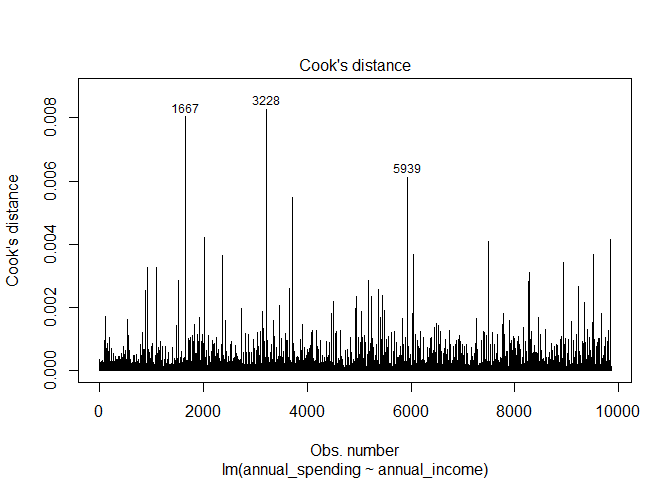 Cook's distance
Cook's distance
0.008
0.006
0.004
0.002
0.000
1667
3228
5939
0 2000 4000 6000 8000 10000
Obs. number
lm(annual_spending ~ annual_income)